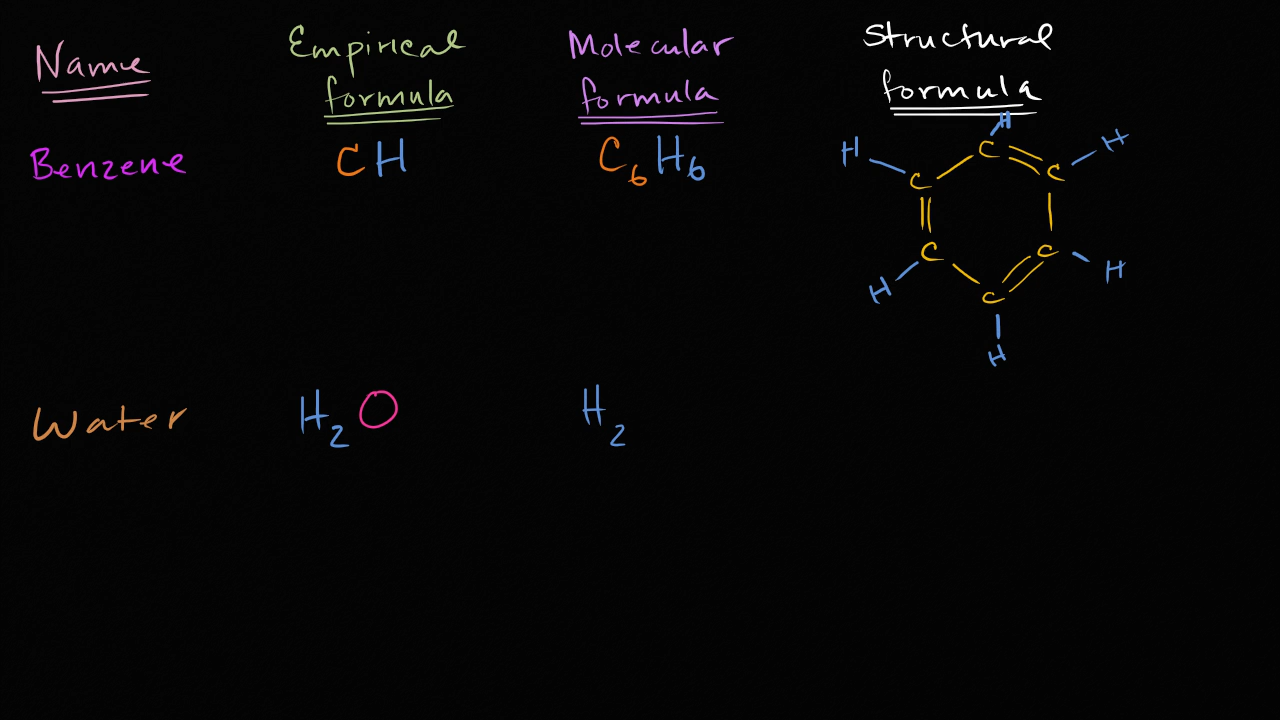 Name
Empirical formula
Molecular formula
Structural formula
Benzene
CH
C6H6
H
H
C
H
C
C
C
C
H
H
C
H
Water
H2O
H2